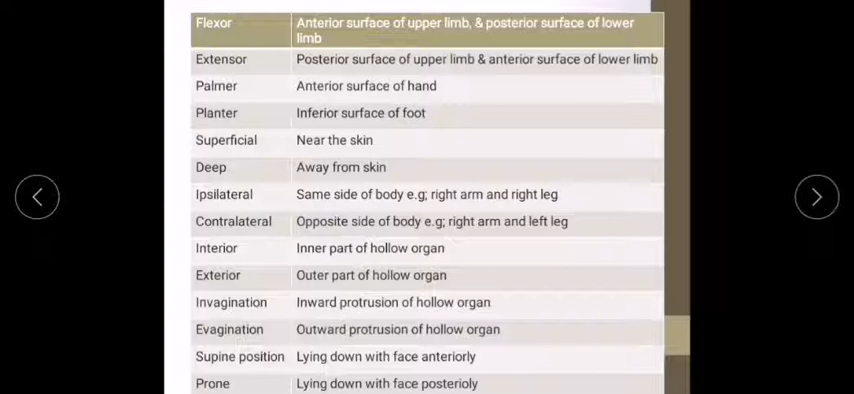 Flexor Anterior surface of upper limb, & posterior surface of lower
limb
Extensor Posterior surface of upper limb & anterior surface of lower limb
Palmer Anterior surface of hand
Planter Inferior surface of foot
Superficial Near the skin
Deep Away from skin
Ipsilateral Same side of body e.g; right arm and right leg
Contralateral Opposite side of body e.g; right arm and left leg
Interior Inner part of hollow organ
Exterior Outer part of hollow organ
Invagination Inward protrusion of hollow organ
Evagination Outward protrusion of hollow organ
Supine position Lying down with face anteriorly
Prone Lying down with face posterioly